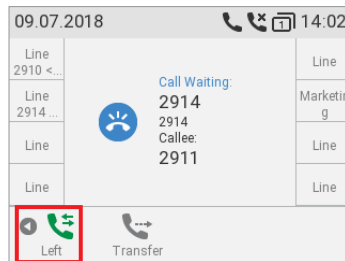 09.07.2018 1 14:02
Line
2910 <...
Line
2914 ...
Line
Line
Call Waiting:
2914
2914
Callee:
2911
Line
Marketin
g
Line
Line
Left
Transfer